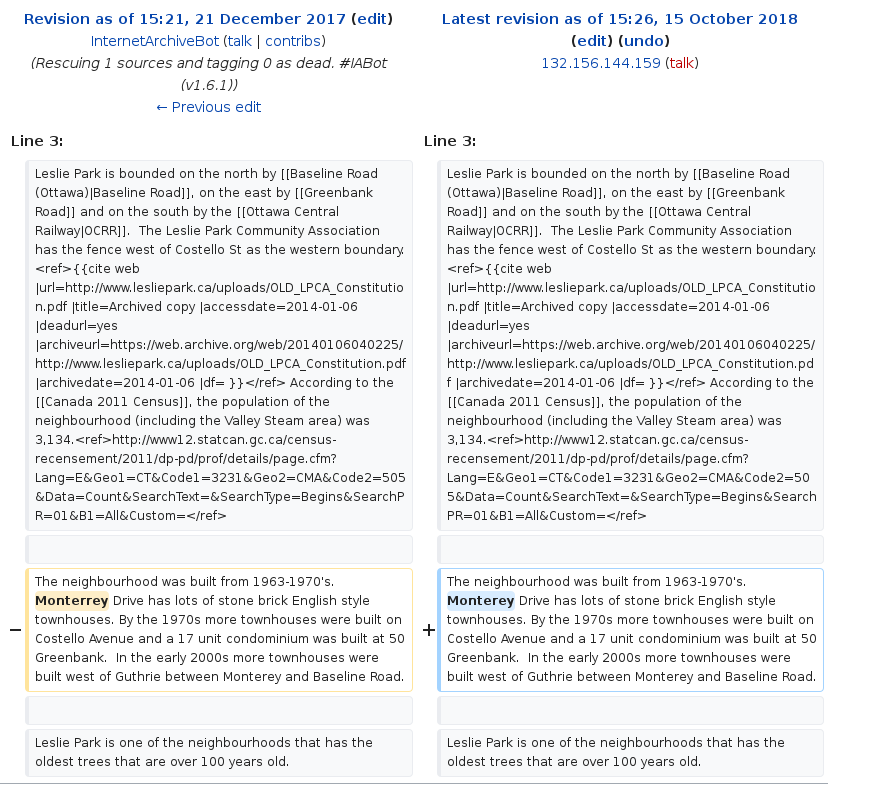 Revision as of 15:21, 21 December 2017 (edit)
InternetArchiveBot (talk | contribs)
(Rescuing 1 sources and tagging 0 as dead. #IABot
(v1.6.1))
← Previous edit
Latest revision as of 15:26, 15 October 2018
(edit) (undo)
132.156.144.159 (talk)
Line 3:
Line 3:
Leslie Park is bounded on the north by [[Baseline Road
(Ottawa)|Baseline Road]], on the east by [[Greenbank
Road]] and on the south by the [[Ottawa Central
Railway|OCRR]].  The Leslie Park Community Association
has the fence west of Costello St as the western boundary.
<ref>{{cite web
|url=http://www.lesliepark.ca/uploads/OLD_LPCA_Constitutio
n.pdf |title=Archived copy |accessdate=2014-01-06
|deadurl=yes
|archiveurl=https://web.archive.org/web/20140106040225/
http://www.lesliepark.ca/uploads/OLD_LPCA_Constitution.pdf
|archivedate=2014-01-06 |df= }}</ref> According to the
[[Canada 2011 Census]], the population of the
neighbourhood (including the Valley Steam area) was
3,134.<ref>http://www12.statcan.gc.ca/census-
recensement/2011/dp-pd/prof/details/page.cfm?
Lang=E&Geo1=CT&Code1=3231&Geo2=CMA&Code2=505
&Data=Count&SearchText=&SearchType=Begins&SearchP
R=01&B1=All&Custom=</ref>
Leslie Park is bounded on the north by [[Baseline Road
(Ottawa)|Baseline Road]], on the east by [[Greenbank
Road]] and on the south by the [[Ottawa Central
Railway|OCRR]].  The Leslie Park Community Association
has the fence west of Costello St as the western boundary.
<ref>{{cite web
|url=http://www.lesliepark.ca/uploads/OLD_LPCA_Constitutio
n.pdf |title=Archived copy |accessdate=2014-01-06
|deadurl=yes
|archiveurl=https://web.archive.org/web/20140106040225/
http://www.lesliepark.ca/uploads/OLD_LPCA_Constitution.pd
f |archivedate=2014-01-06 |df= }}</ref> According to the
[[Canada 2011 Census]], the population of the
neighbourhood (including the Valley Steam area) was
3,134.<ref>http://www12.statcan.gc.ca/census-
recensement/2011/dp-pd/prof/details/page.cfm?
Lang=E&Geo1=CT&Code1=3231&Geo2=CMA&Code2=50
5&Data=Count&SearchText=&SearchType=Begins&Search
PR=01&B1=All&Custom=</ref>
−
The neighbourhood was built from 1963-1970's.
Monterrey Drive has lots of stone brick English style
townhouses. By the 1970s more townhouses were built on
Costello Avenue and a 17 unit condominium was built at 50
Greenbank.  In the early 2000s more townhouses were
built west of Guthrie between Monterey and Baseline Road.
+
The neighbourhood was built from 1963-1970's.
Monterey Drive has lots of stone brick English style
townhouses. By the 1970s more townhouses were built on
Costello Avenue and a 17 unit condominium was built at 50
Greenbank.  In the early 2000s more townhouses were
built west of Guthrie between Monterey and Baseline Road.
Leslie Park is one of the neighbourhoods that has the
oldest trees that are over 100 years old.
Leslie Park is one of the neighbourhoods that has the
oldest trees that are over 100 years old.